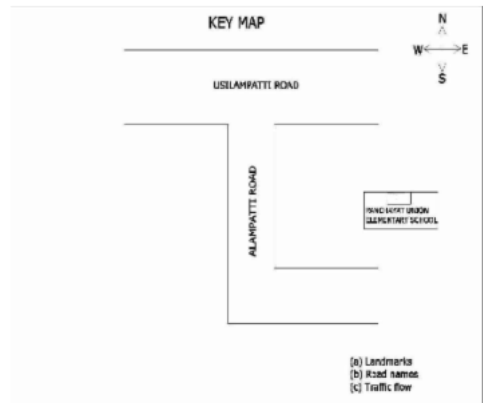 KEY MAP
N
W E
S
USILAMPATTI ROAD
ALAMPATTI ROAD
PANCHAYAT UNION
ELEMENTARY SCHOOL
(a) Landmarks
(b) Road names
(c) Traffic flow